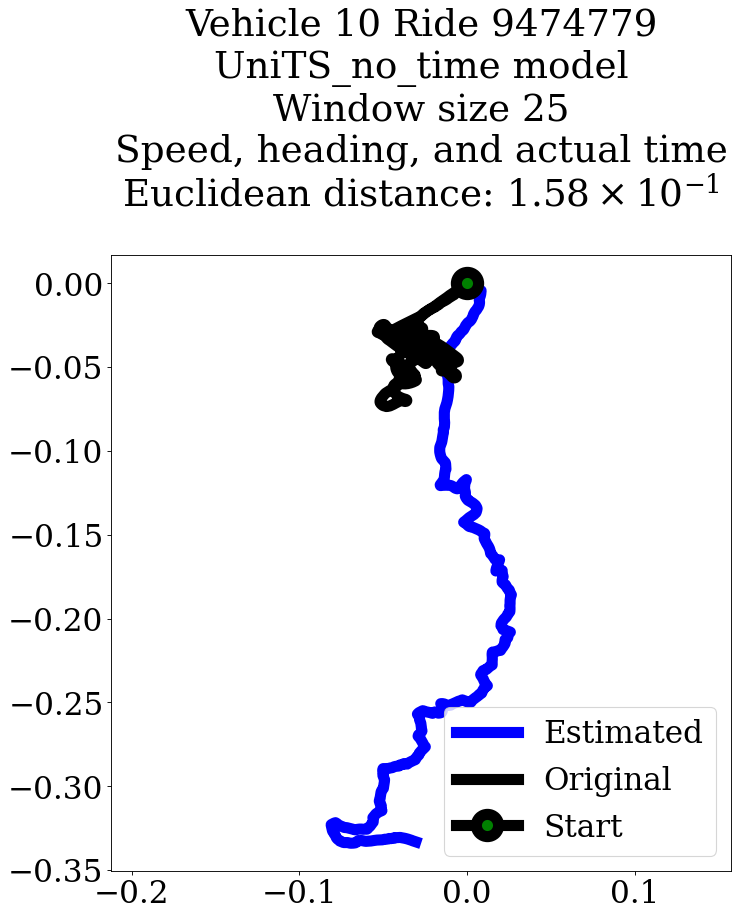 Vehicle 10 Ride 9474779
UniTS_no_time model
Window size 25
Speed, heading, and actual time
Euclidean distance: 1.58 × 10⁻¹
0.00
−0.05
−0.10
−0.15
−0.20
−0.25
−0.30
−0.35
Estimated
Original
Start
−0.2
−0.1
0.0
0.1